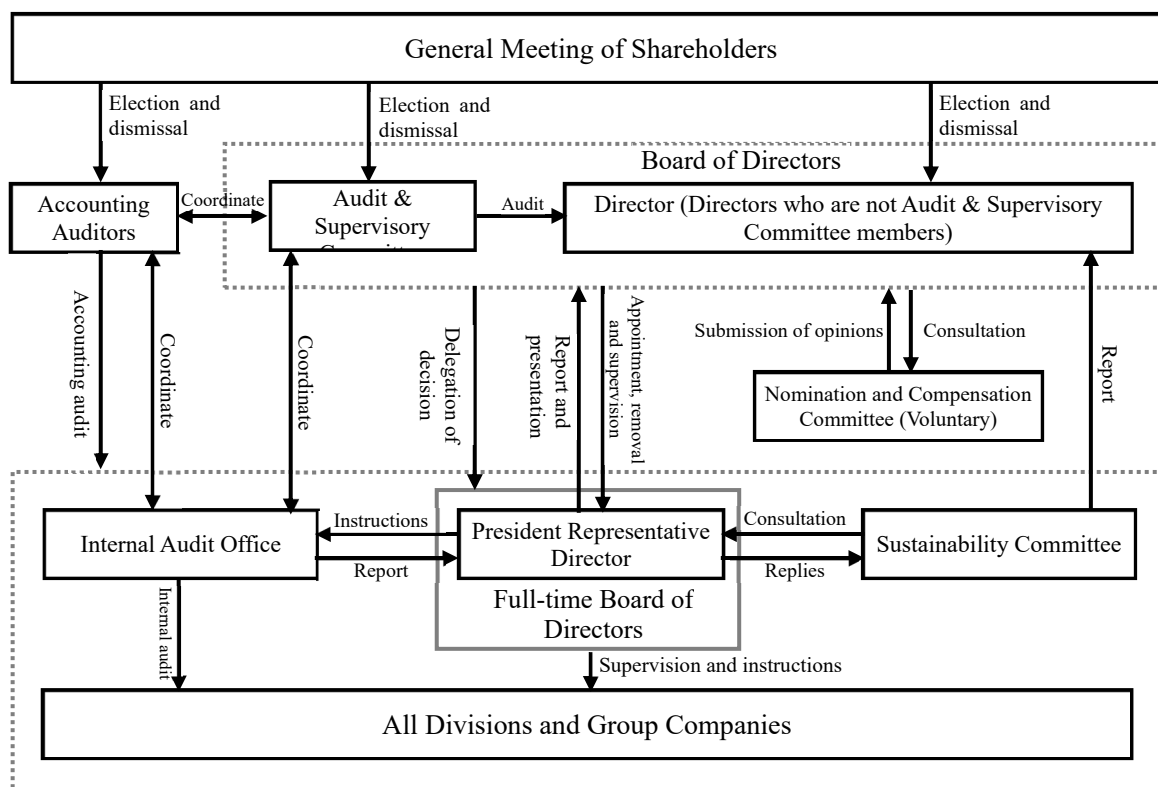 General Meeting of Shareholders
Election and
dismissal
Election and
dismissal
Election and
dismissal
Board of Directors
Accounting
Auditors
Coordinate
Audit &
Supervisory
Audit
Director (Directors who are not Audit & Supervisory
Committee members)
Accounting audit
Coordinate
Coordinate
Delegation of
decision
Report and
presentation
Appointment, removal
and supervision
Submission of opinions
Consultation
Nomination and Compensation
Committee (Voluntary)
Report
Internal Audit Office
Instructions
Report
President Representative
Director
Consultation
Replies
Sustainability Committee
Full-time Board of
Directors
Internal audit
Supervision and instructions
All Divisions and Group Companies